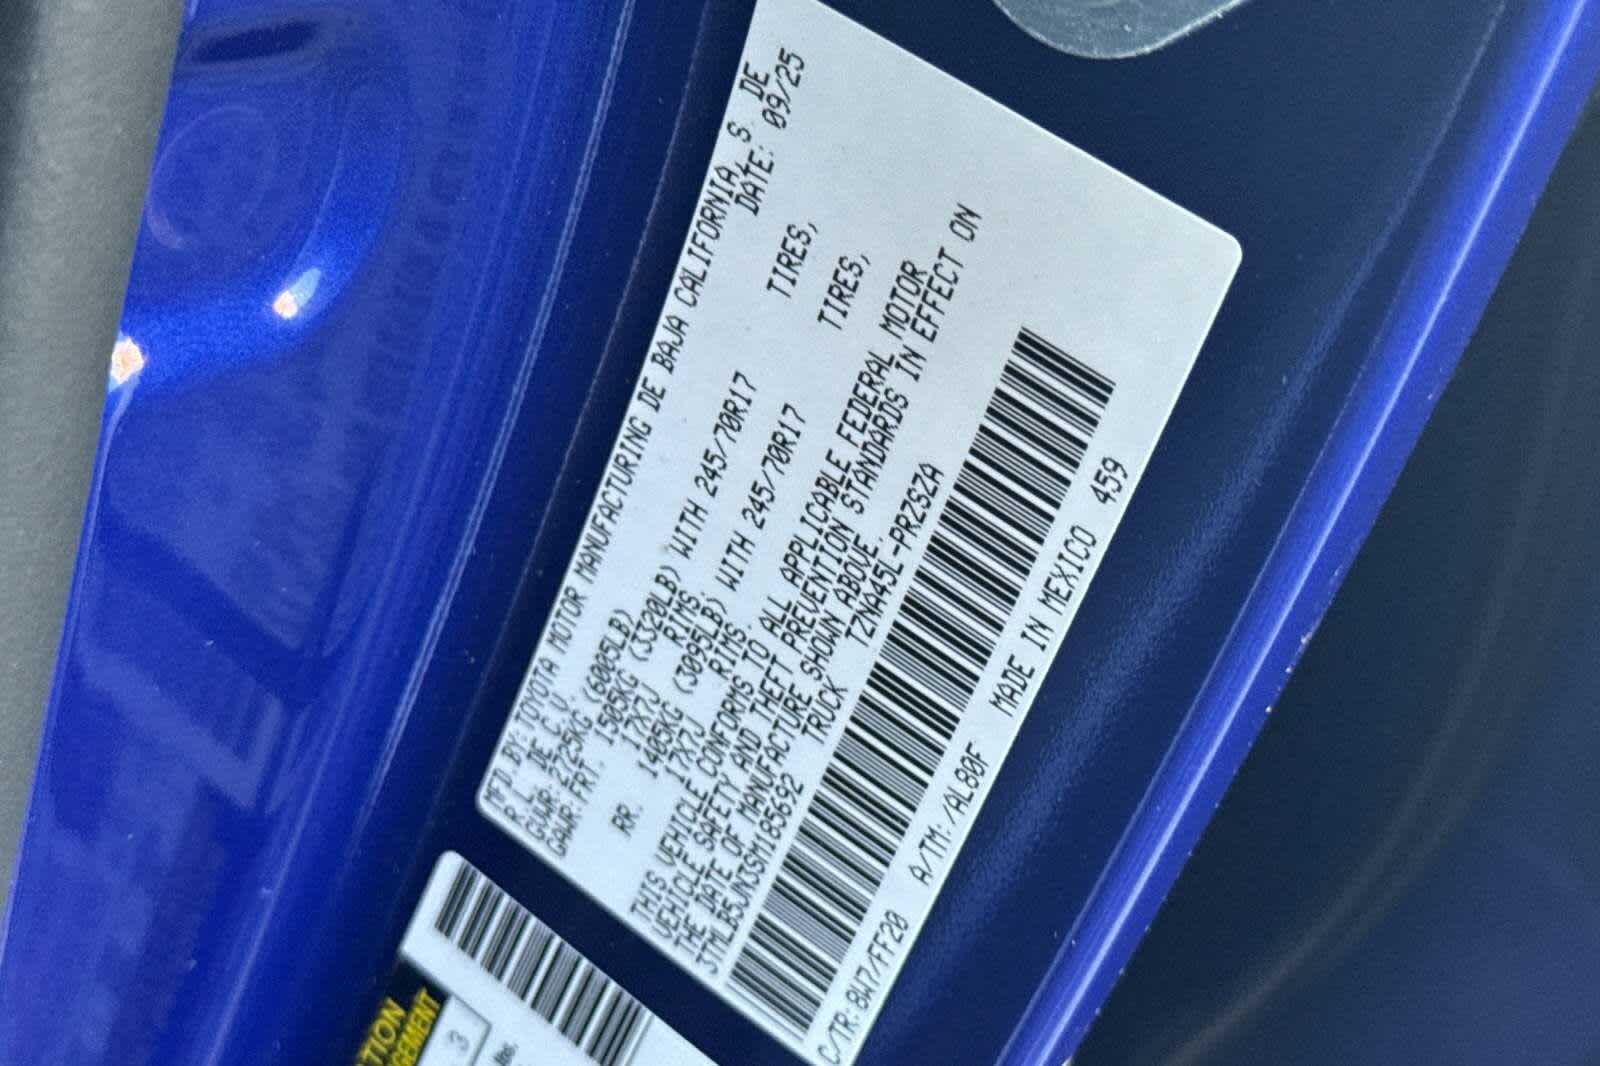 MFD. BY: TOYOTA MOTOR MANUFACTURING DE BAJA CALIFORNIA, S. DE
R.L. DE C.V. DATE: 09/25
GVWR: 2725KG (6005LB)
GAWR: FRT. 1505KG (3320LB) WITH 245/70R17 TIRES,
17X7J RIMS
RR. 1405KG (3095LB) WITH 245/70R17 TIRES,
17X7J RIMS.
THIS VEHICLE CONFORMS TO ALL APPLICABLE FEDERAL MOTOR
VEHICLE SAFETY AND THEFT PREVENTION STANDARDS IN EFFECT ON
THE DATE OF MANUFACTURE SHOWN ABOVE.
3TMLB5JN3SM185692 TRUCK TZNA45L-PRZSZA
C/TR: 8W7/FF20 A/TM: /AL80F MADE IN MEXICO 459
3
lbs.